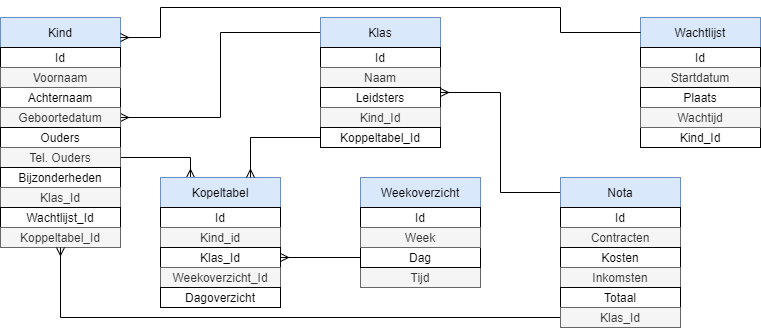 Kind
Id
Voornaam
Achternaam
Geboortedatum
Ouders
Tel. Ouders
Bijzonderheden
Klas_Id
Wachtlijst_Id
Koppeltabel_Id
Klas
Id
Naam
Leidsters
Kind_Id
Koppeltabel_Id
Wachtlijst
Id
Startdatum
Plaats
Wachtijd
Kind_Id
Kopeltabel
Id
Kind_id
Klas_Id
Weekoverzicht_Id
Dagoverzicht
Weekoverzicht
Id
Week
Dag
Tijd
Nota
Id
Contracten
Kosten
Inkomsten
Totaal
Klas_Id